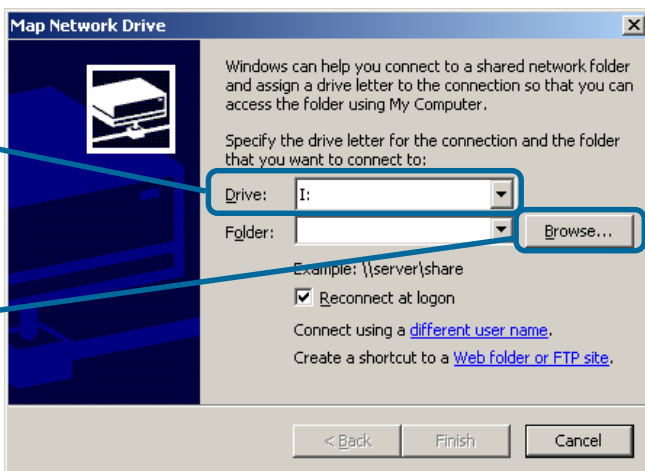 Map Network Drive
Windows can help you connect to a shared network folder
and assign a drive letter to the connection so that you can
access the folder using My Computer.
Specify the drive letter for the connection and the folder
that you want to connect to:
Drive: I:
Folder: Browse...
Example: \\server\share
Reconnect at logon
Connect using a different user name.
Create a shortcut to a Web folder or FTP site.
< Back Finish Cancel